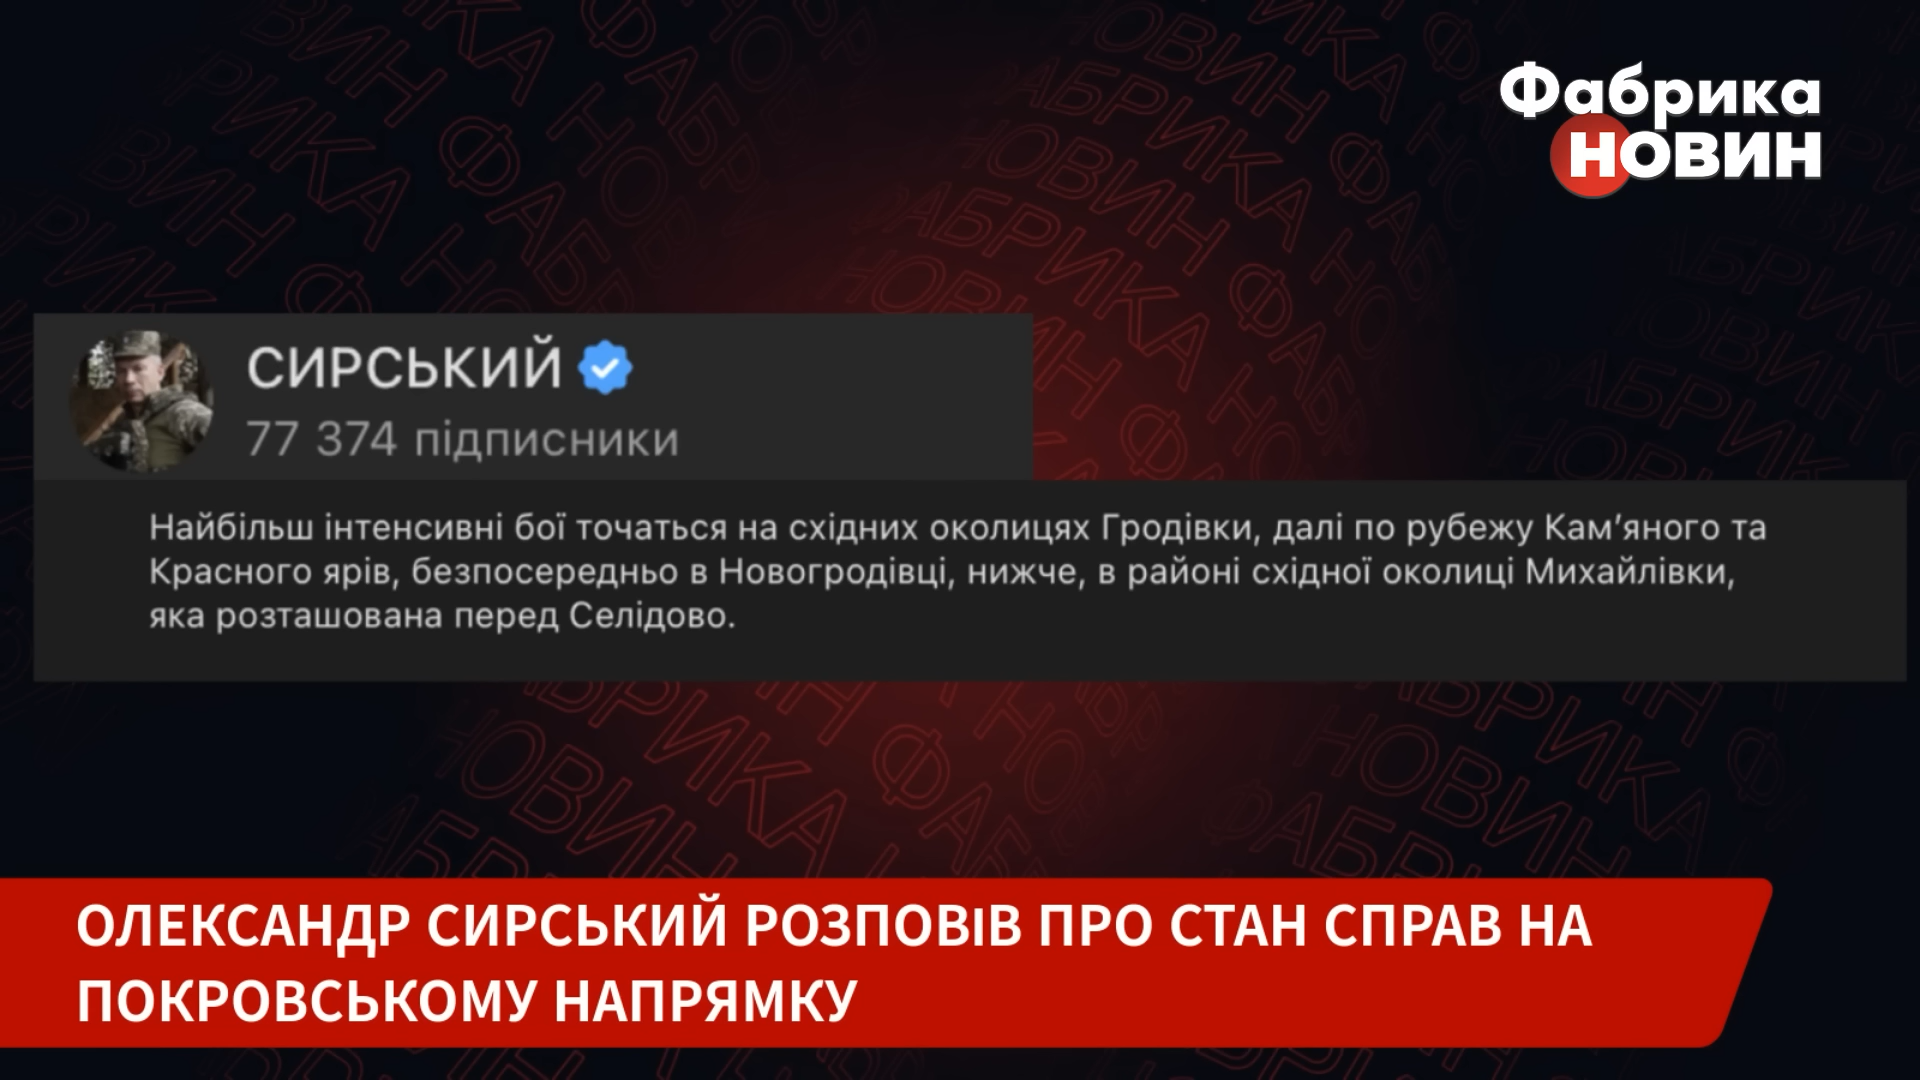 Фабрика
новин
СИРСЬКИЙ
77 374 підписники
Найбільш інтенсивні бої точаться на східних околицях Гродівки, далі по рубежу Кам’яного та
Красного ярів, безпосередньо в Новогродівці, нижче, в районі східної околиці Михайлівки,
яка розташована перед Селідово.
ОЛЕКСАНДР СИРСЬКИЙ РОЗПОВіВ ПРО СТАН СПРАВ НА
ПОКРОВСЬКОМУ НАПРЯМКУ